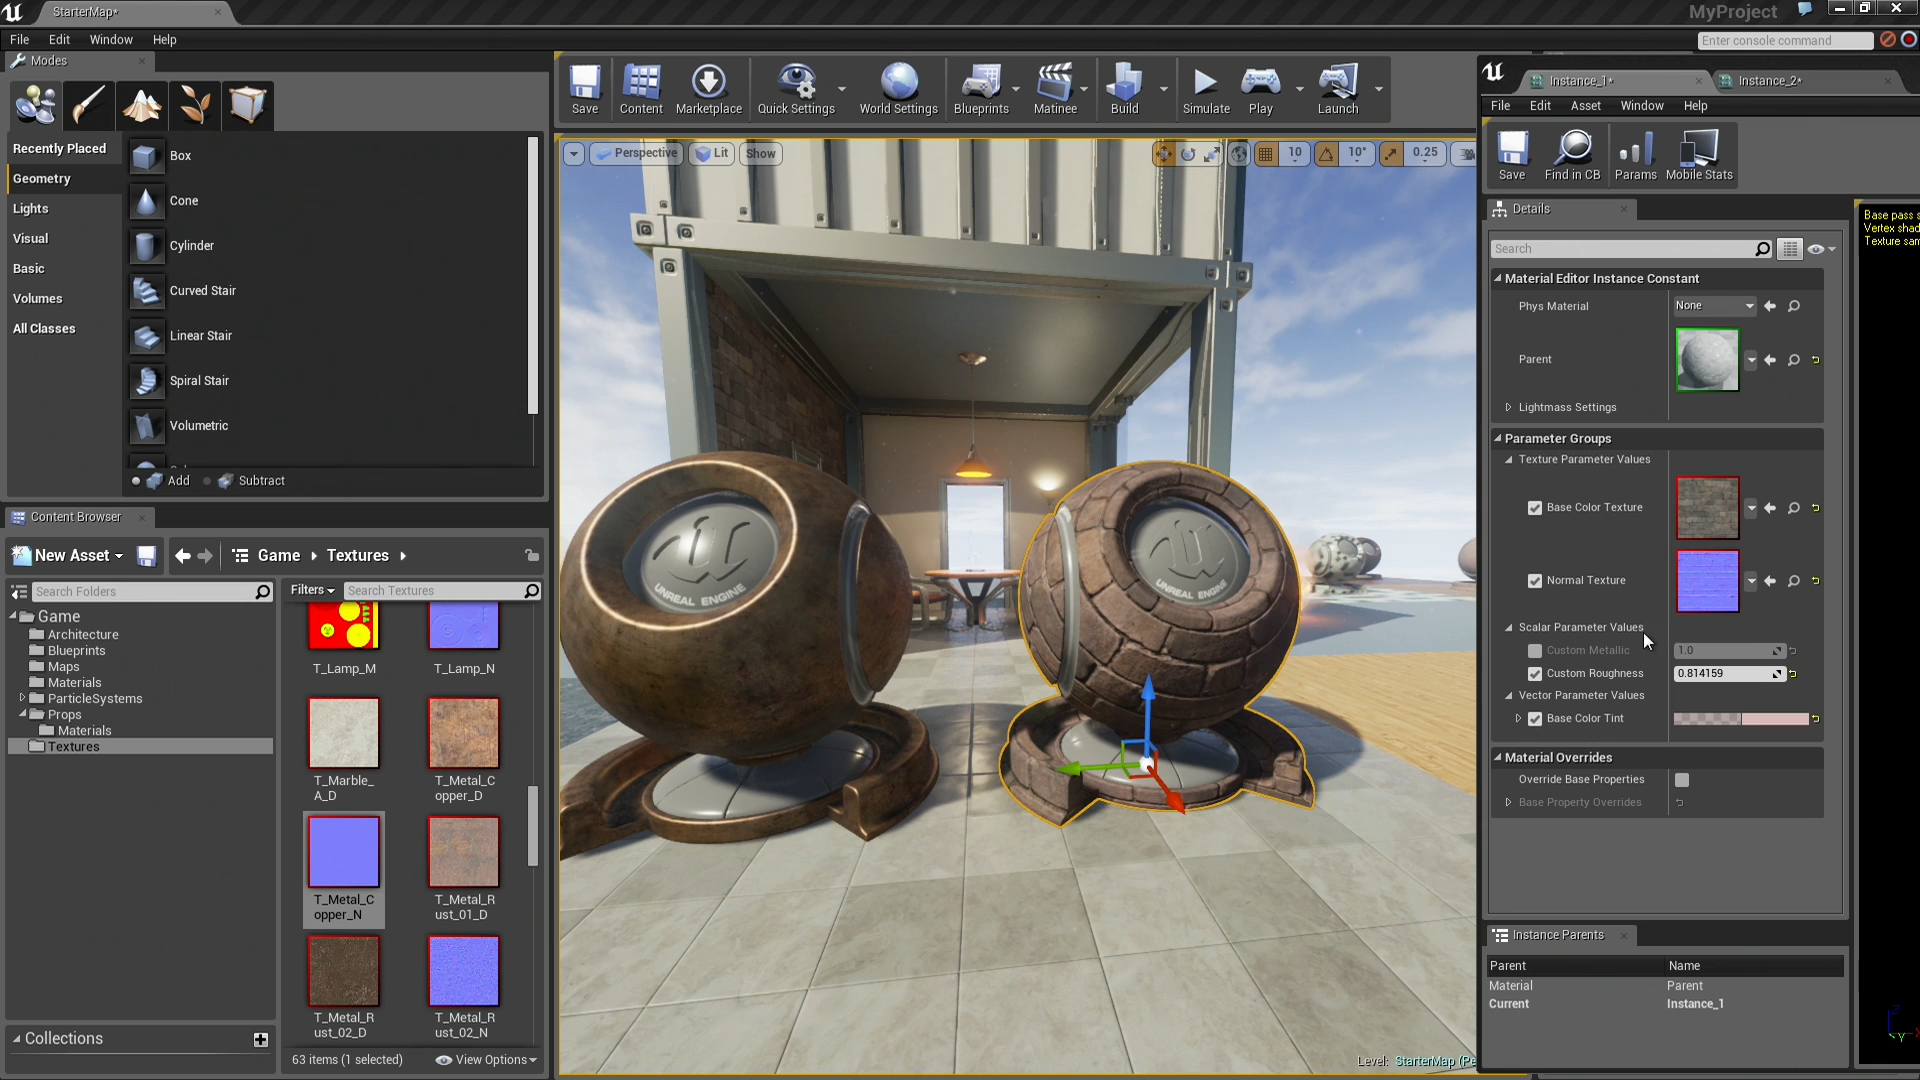 StarterMap*
MyProject
File Edit Window Help
Enter console command
Modes
Recently Placed
Geometry
Lights
Visual
Basic
Volumes
All Classes
Box
Cone
Cylinder
Curved Stair
Linear Stair
Spiral Stair
Volumetric
Add Subtract
Save
Content
Marketplace
Quick Settings
World Settings
Blueprints
Matinee
Build
Simulate
Play
Launch
Perspective Lit Show
10 10° 0.25
UNREAL ENGINE
UNREAL ENGINE
Level: StarterMap (Pe
Content Browser
New Asset
Game Textures
Search Folders
Game
Architecture
Blueprints
Maps
Materials
ParticleSystems
Props
Materials
Textures
Collections
Filters Search Textures
T_Lamp_M
T_Lamp_N
T_Marble_
A_D
T_Metal_C
opper_D
T_Metal_C
opper_N
T_Metal_R
ust_01_D
T_Metal_R
ust_02_D
T_Metal_R
ust_02_N
63 items (1 selected) View Options
Instance_1* Instance_2*
File Edit Asset Window Help
Save Find in CB Params Mobile Stats
Details
Search
Material Editor Instance Constant
Phys Material None
Parent
Lightmass Settings
Parameter Groups
Texture Parameter Values
Base Color Texture
Normal Texture
Scalar Parameter Values
Custom Metallic 1.0
Custom Roughness 0.814159
Vector Parameter Values
Base Color Tint
Material Overrides
Override Base Properties
Base Property Overrides
Instance Parents
Parent Name
Material Parent
Current Instance_1
Base pass s
Vertex shad
Texture sam
Z
Y